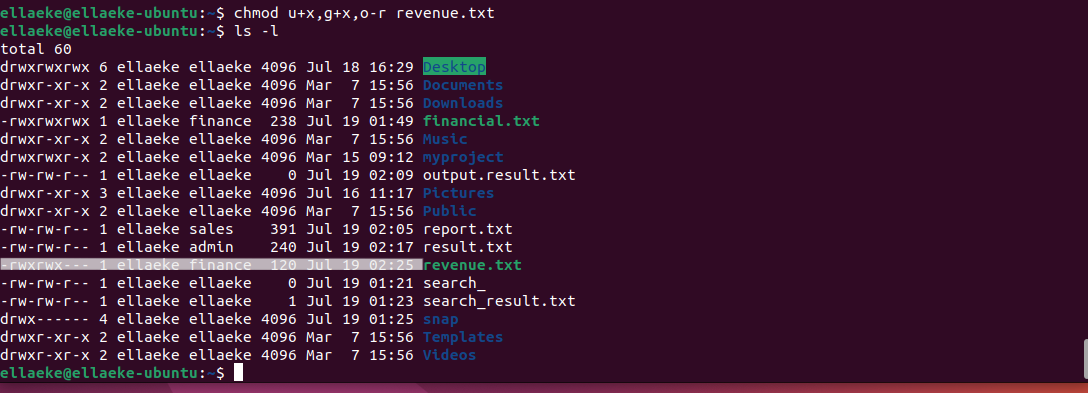 ellaeke@ellaeke-ubuntu:~$ chmod u+x,g+x,o-r revenue.txt
ellaeke@ellaeke-ubuntu:~$ ls -l
total 60
drwxrwxrwx 6 ellaeke ellaeke 4096 Jul 18 16:29 Desktop
drwxr-xr-x 2 ellaeke ellaeke 4096 Mar  7 15:56 Documents
drwxr-xr-x 2 ellaeke ellaeke 4096 Mar  7 15:56 Downloads
-rwxrwxrwx 1 ellaeke finance  238 Jul 19 01:49 financial.txt
drwxr-xr-x 2 ellaeke ellaeke 4096 Mar  7 15:56 Music
drwxrwxr-x 2 ellaeke ellaeke 4096 Mar 15 09:12 myproject
-rw-rw-r-- 1 ellaeke ellaeke    0 Jul 19 02:09 output.result.txt
drwxr-xr-x 3 ellaeke ellaeke 4096 Jul 16 11:17 Pictures
drwxr-xr-x 2 ellaeke ellaeke 4096 Mar  7 15:56 Public
-rw-rw-r-- 1 ellaeke sales    391 Jul 19 02:05 report.txt
-rw-rw-r-- 1 ellaeke admin    240 Jul 19 02:17 result.txt
-rwxrwx--- 1 ellaeke finance  120 Jul 19 02:25 revenue.txt
-rw-rw-r-- 1 ellaeke ellaeke    0 Jul 19 01:21 search_
-rw-rw-r-- 1 ellaeke ellaeke    1 Jul 19 01:23 search_result.txt
drwx------ 4 ellaeke ellaeke 4096 Jul 19 01:25 snap
drwxr-xr-x 2 ellaeke ellaeke 4096 Mar  7 15:56 Templates
drwxr-xr-x 2 ellaeke ellaeke 4096 Mar  7 15:56 Videos
ellaeke@ellaeke-ubuntu:~$